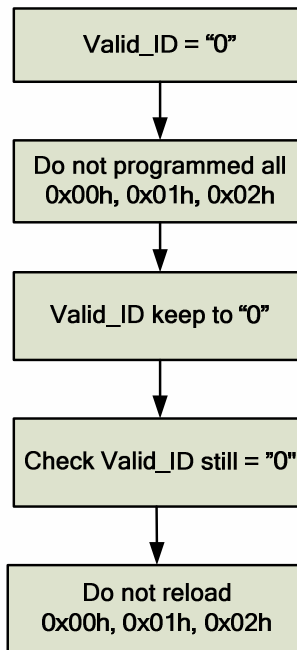 Valid_ID = “0”
Do not programmed all
0x00h, 0x01h, 0x02h
Valid_ID keep to “0”
Check Valid_ID still = ”0"
Do not reload
0x00h, 0x01h, 0x02h